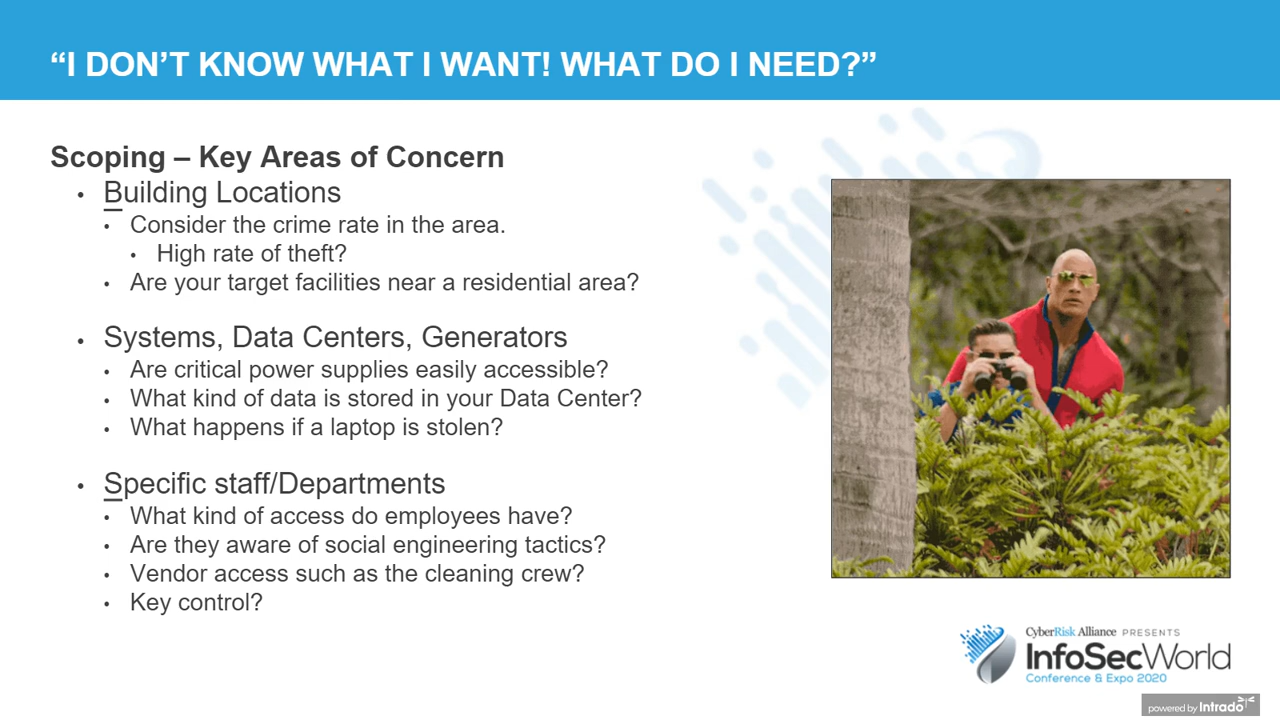 “I DON’T KNOW WHAT I WANT! WHAT DO I NEED?”
Scoping – Key Areas of Concern
• Building Locations
• Consider the crime rate in the area.
• High rate of theft?
• Are your target facilities near a residential area?
• Systems, Data Centers, Generators
• Are critical power supplies easily accessible?
• What kind of data is stored in your Data Center?
• What happens if a laptop is stolen?
• Specific staff/Departments
• What kind of access do employees have?
• Are they aware of social engineering tactics?
• Vendor access such as the cleaning crew?
• Key control?
CyberRisk Alliance PRESENTS
InfoSecWorld
Conference & Expo 2020
powered by Intrado